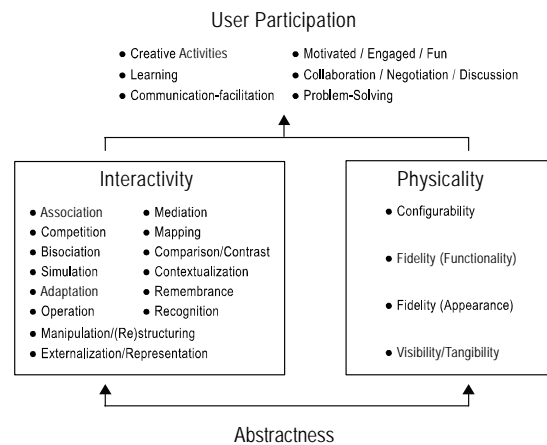 User Participation
● Creative Activities
● Learning
● Communication-facilitation
● Motivated / Engaged / Fun
● Collaboration / Negotiation / Discussion
● Problem-Solving
Interactivity
● Association
● Competition
● Bisociation
● Simulation
● Adaptation
● Operation
● Mediation
● Mapping
● Comparison/Contrast
● Contextualization
● Remembrance
● Recognition
● Manipulation/(Re)structuring
● Externalization/Representation
Physicality
● Configurability
● Fidelity (Functionality)
● Fidelity (Appearance)
● Visibility/Tangibility
Abstractness